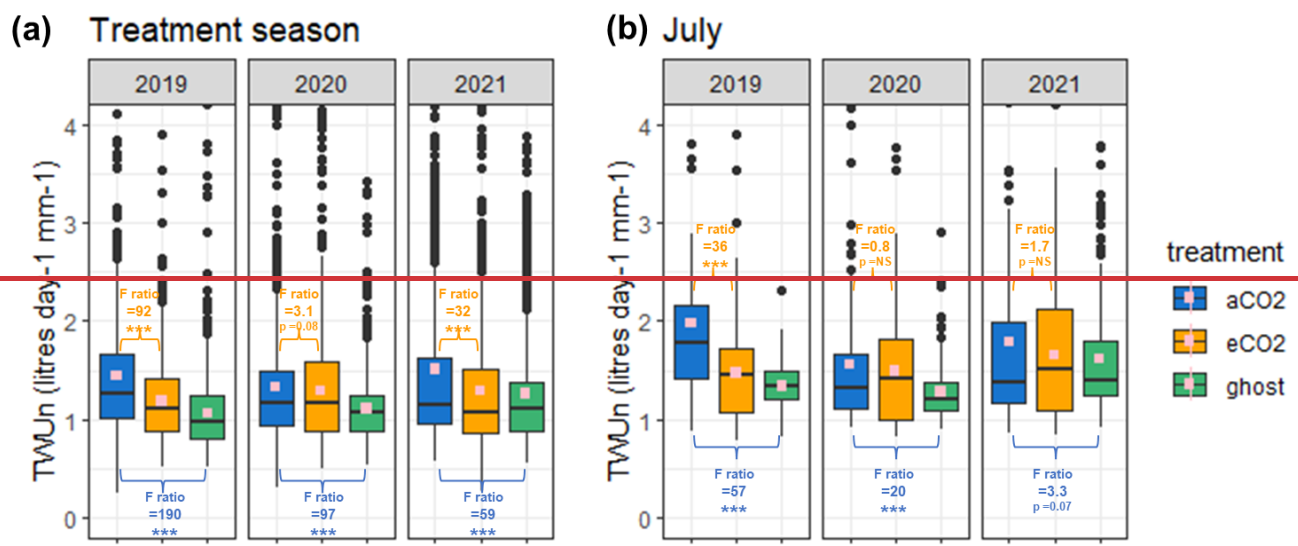 (a) Treatment season
2019 2020 2021
TWUn (litres day-1 mm-1)
4
3
2
1
0
F ratio
=92
***
F ratio
=3.1
p =0.08
F ratio
=32
***
F ratio
=190
***
F ratio
=97
***
F ratio
=59
***
(b) July
2019 2020 2021
TWUn (litres day-1 mm-1)
4
3
2
1
0
F ratio
=36
***
F ratio
=0.8
p =NS
F ratio
=1.7
p =NS
F ratio
=57
***
F ratio
=20
***
F ratio
=3.3
p =0.07
treatment
aCO2
eCO2
ghost